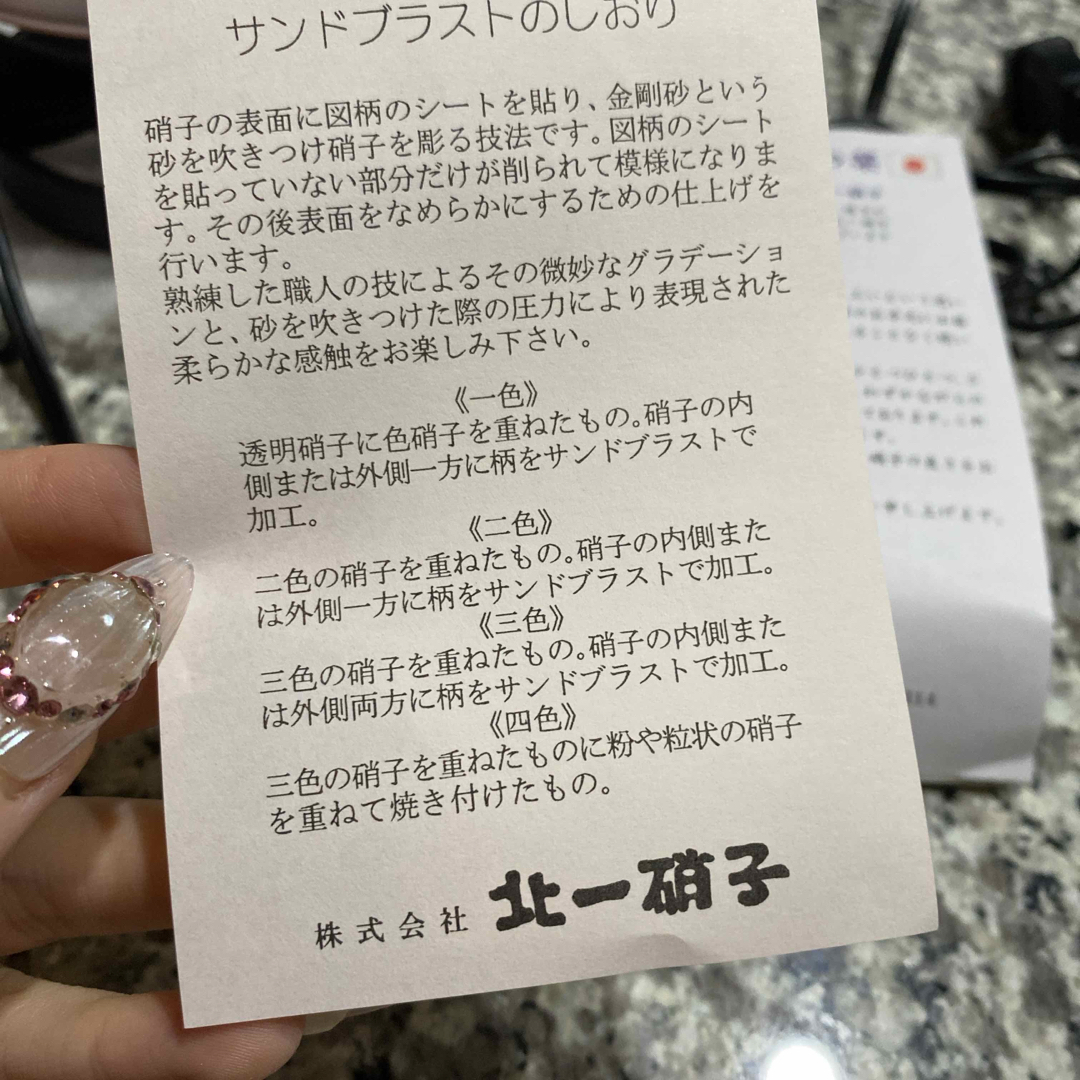 サンドブラストのしおり
硝子の表面に図柄のシートを貼り、金剛砂という
砂を吹きつけ硝子を彫る技法です。図柄のシート
を貼っていない部分だけが削られて模様になりま
す。その後表面をなめらかにするための仕上げを
行います。
熟練した職人の技によるその微妙なグラデーショ
ンと、砂を吹きつけた際の圧力により表現された
柔らかな感触をお楽しみ下さい。
《一色》
透明硝子に色硝子を重ねたもの。硝子の内
側または外側一方に柄をサンドブラストで
加工。
《二色》
二色の硝子を重ねたもの。硝子の内側また
は外側一方に柄をサンドブラストで加工。
《三色》
三色の硝子を重ねたもの。硝子の内側また
は外側両方に柄をサンドブラストで加工。
《四色》
三色の硝子を重ねたものに粉や粒状の硝子
を重ねて焼き付けたもの。
株式会社 北一硝子